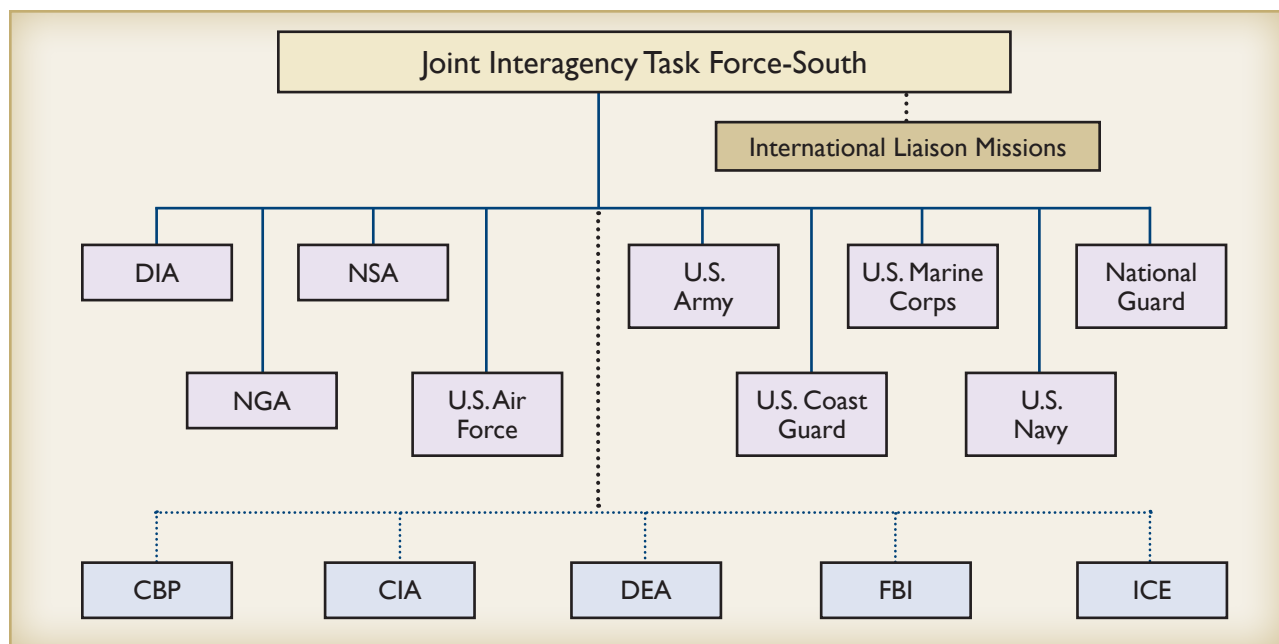 Joint Interagency Task Force-South
International Liaison Missions
DIA
NSA
U.S.
Army
U.S. Marine
Corps
National
Guard
NGA
U.S. Air
Force
U.S. Coast
Guard
U.S.
Navy
CBP
CIA
DEA
FBI
ICE